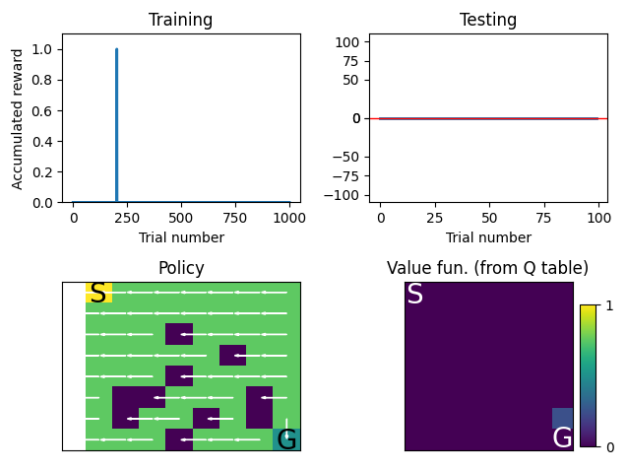 Training
Testing
Accumulated reward
1.0
0.8
0.6
0.4
0.2
0.0
0
250
500
750
1000
Trial number
100
75
50
0
0
−50
−75
−100
0
25
50
75
100
Trial number
Policy
S
G
Value fun. (from Q table)
S
G
1
0